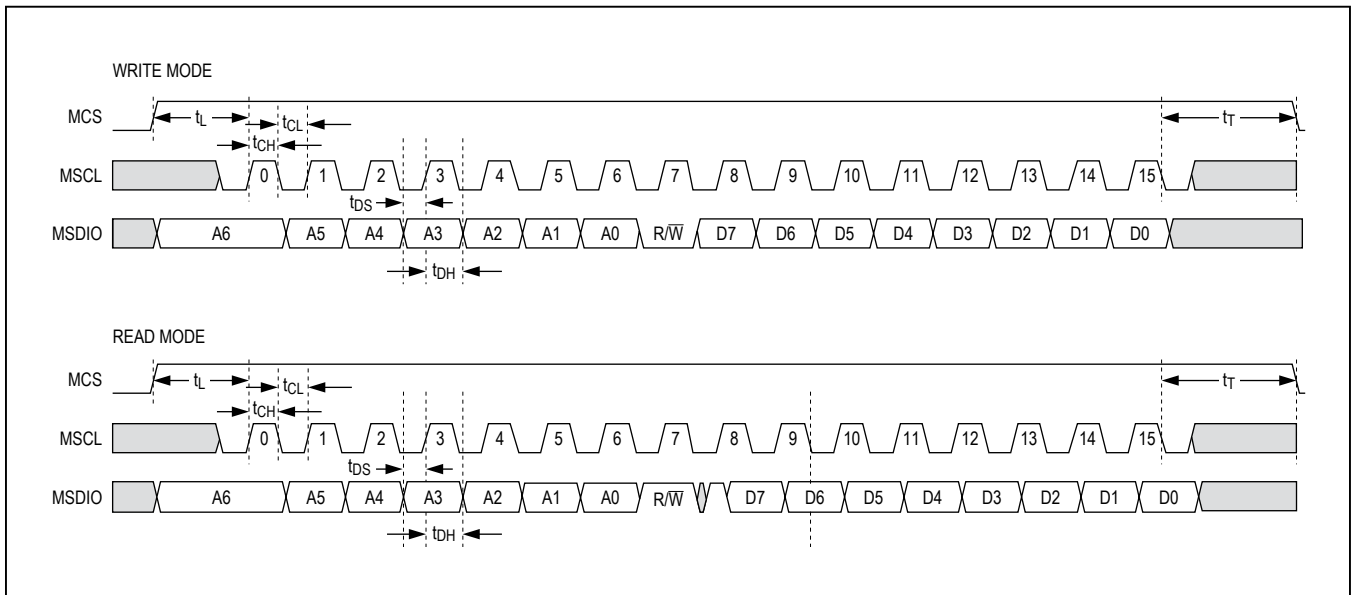 WRITE MODE
MCS tL tCL tT
tCH
MSCL 0 1 2 3 4 5 6 7 8 9 10 11 12 13 14 15
tDS
MSDIO A6 A5 A4 A3 A2 A1 A0 R/W̅ D7 D6 D5 D4 D3 D2 D1 D0
tDH
READ MODE
MCS tL tCL tT
tCH
MSCL 0 1 2 3 4 5 6 7 8 9 10 11 12 13 14 15
tDS
MSDIO A6 A5 A4 A3 A2 A1 A0 R/W̅ D7 D6 D5 D4 D3 D2 D1 D0
tDH